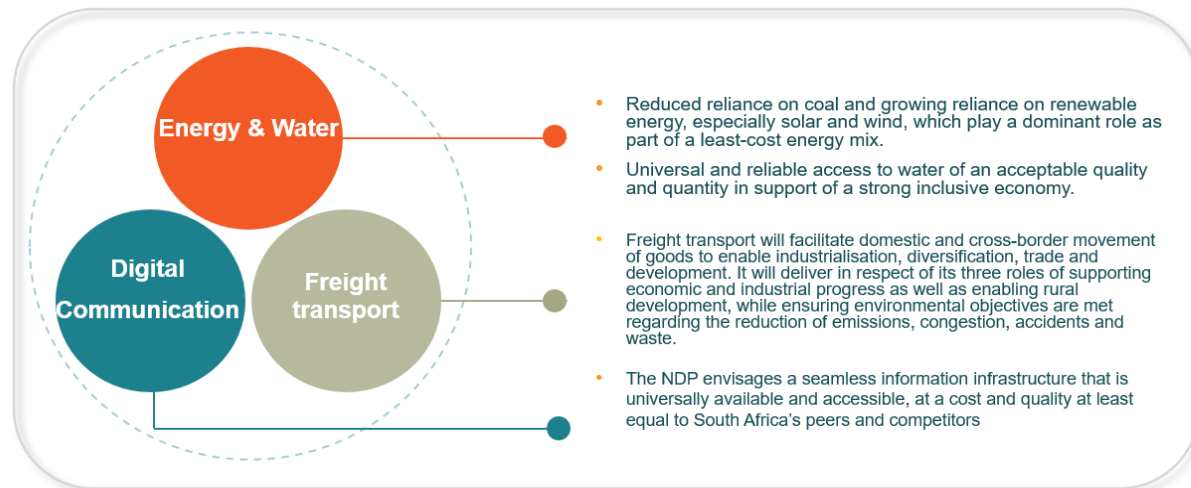 Energy & Water
Digital
Communication
Freight
transport
• Reduced reliance on coal and growing reliance on renewable
energy, especially solar and wind, which play a dominant role as
part of a least-cost energy mix.
• Universal and reliable access to water of an acceptable quality
and quantity in support of a strong inclusive economy.
• Freight transport will facilitate domestic and cross-border movement
of goods to enable industrialisation, diversification, trade and
development. It will deliver in respect of its three roles of supporting
economic and industrial progress as well as enabling rural
development, while ensuring environmental objectives are met
regarding the reduction of emissions, congestion, accidents and
waste.
• The NDP envisages a seamless information infrastructure that is
universally available and accessible, at a cost and quality at least
equal to South Africa's peers and competitors